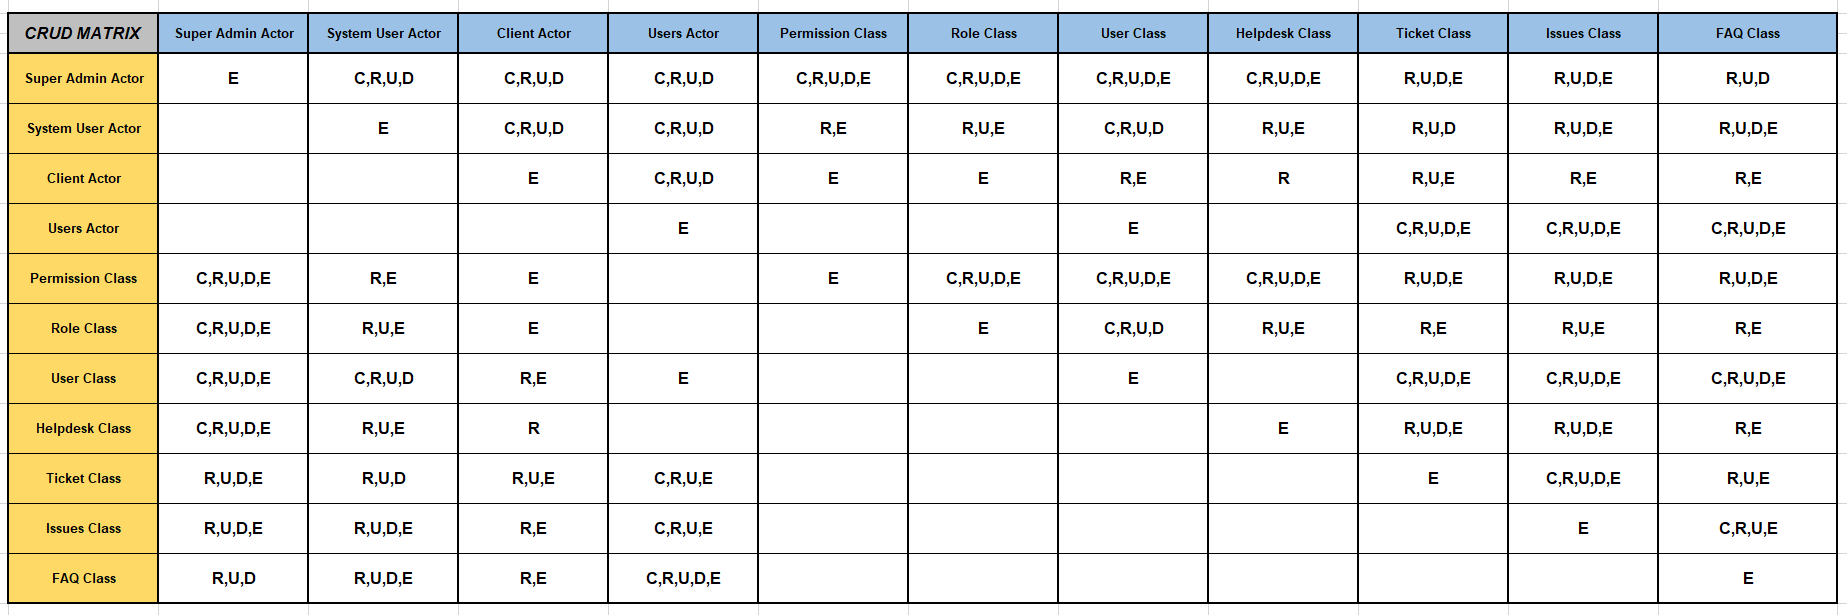 CRUD MATRIX Super Admin Actor System User Actor Client Actor Users Actor Permission Class Role Class User Class Helpdesk Class Ticket Class Issues Class FAQ Class
Super Admin Actor E C,R,U,D C,R,U,D C,R,U,D C,R,U,D,E C,R,U,D,E C,R,U,D,E C,R,U,D,E R,U,D,E R,U,D,E R,U,D
System User Actor E C,R,U,D C,R,U,D R,E R,U,E C,R,U,D R,U,E R,U,D R,U,D,E R,U,D,E
Client Actor E C,R,U,D E E R,E R R,U,E R,E R,E
Users Actor E E C,R,U,D,E C,R,U,D,E C,R,U,D,E
Permission Class C,R,U,D,E R,E E E C,R,U,D,E C,R,U,D,E C,R,U,D,E R,U,D,E R,U,D,E R,U,D,E
Role Class C,R,U,D,E R,U,E E E C,R,U,D R,U,E R,E R,U,E R,E
User Class C,R,U,D,E C,R,U,D R,E E E C,R,U,D,E C,R,U,D,E C,R,U,D,E
Helpdesk Class C,R,U,D,E R,U,E R E R,U,D,E R,U,D,E R,E
Ticket Class R,U,D,E R,U,D R,U,E C,R,U,E E C,R,U,D,E R,U,E
Issues Class R,U,D,E R,U,D,E R,E C,R,U,E E C,R,U,E
FAQ Class R,U,D R,U,D,E R,E C,R,U,D,E E